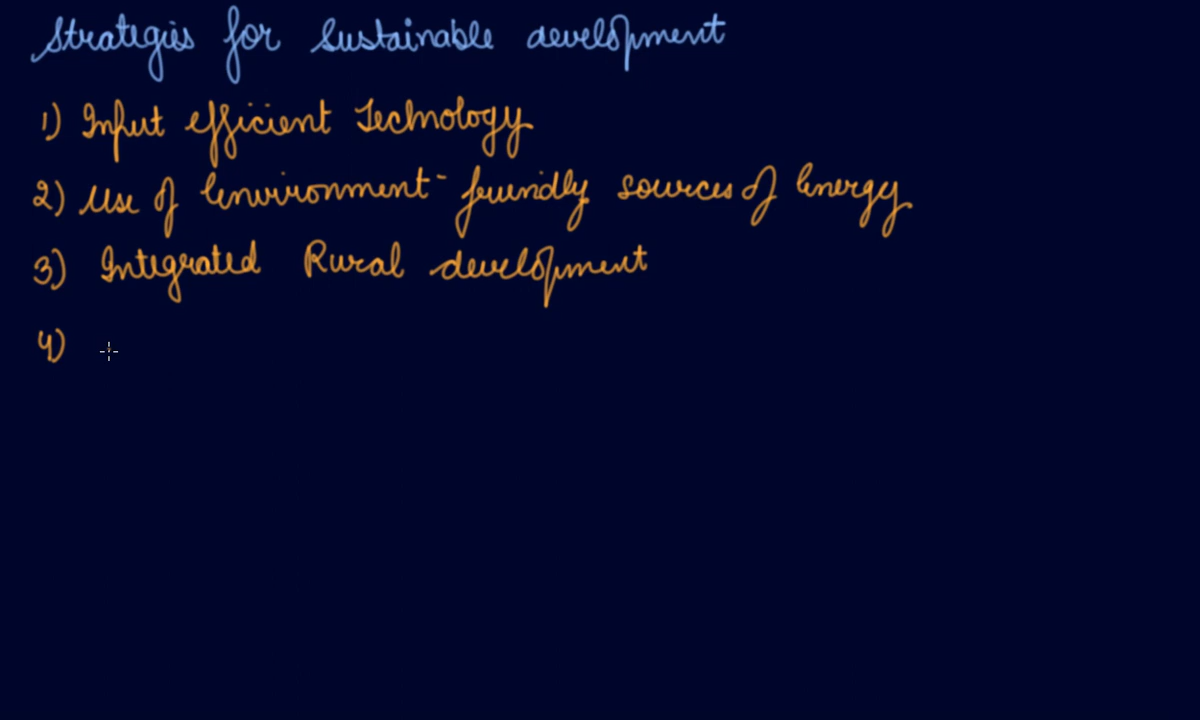 Strategies for Sustainable development
1) Input efficient Technology
2) Use of Environment-friendly sources of Energy
3) Integrated Rural development
4)